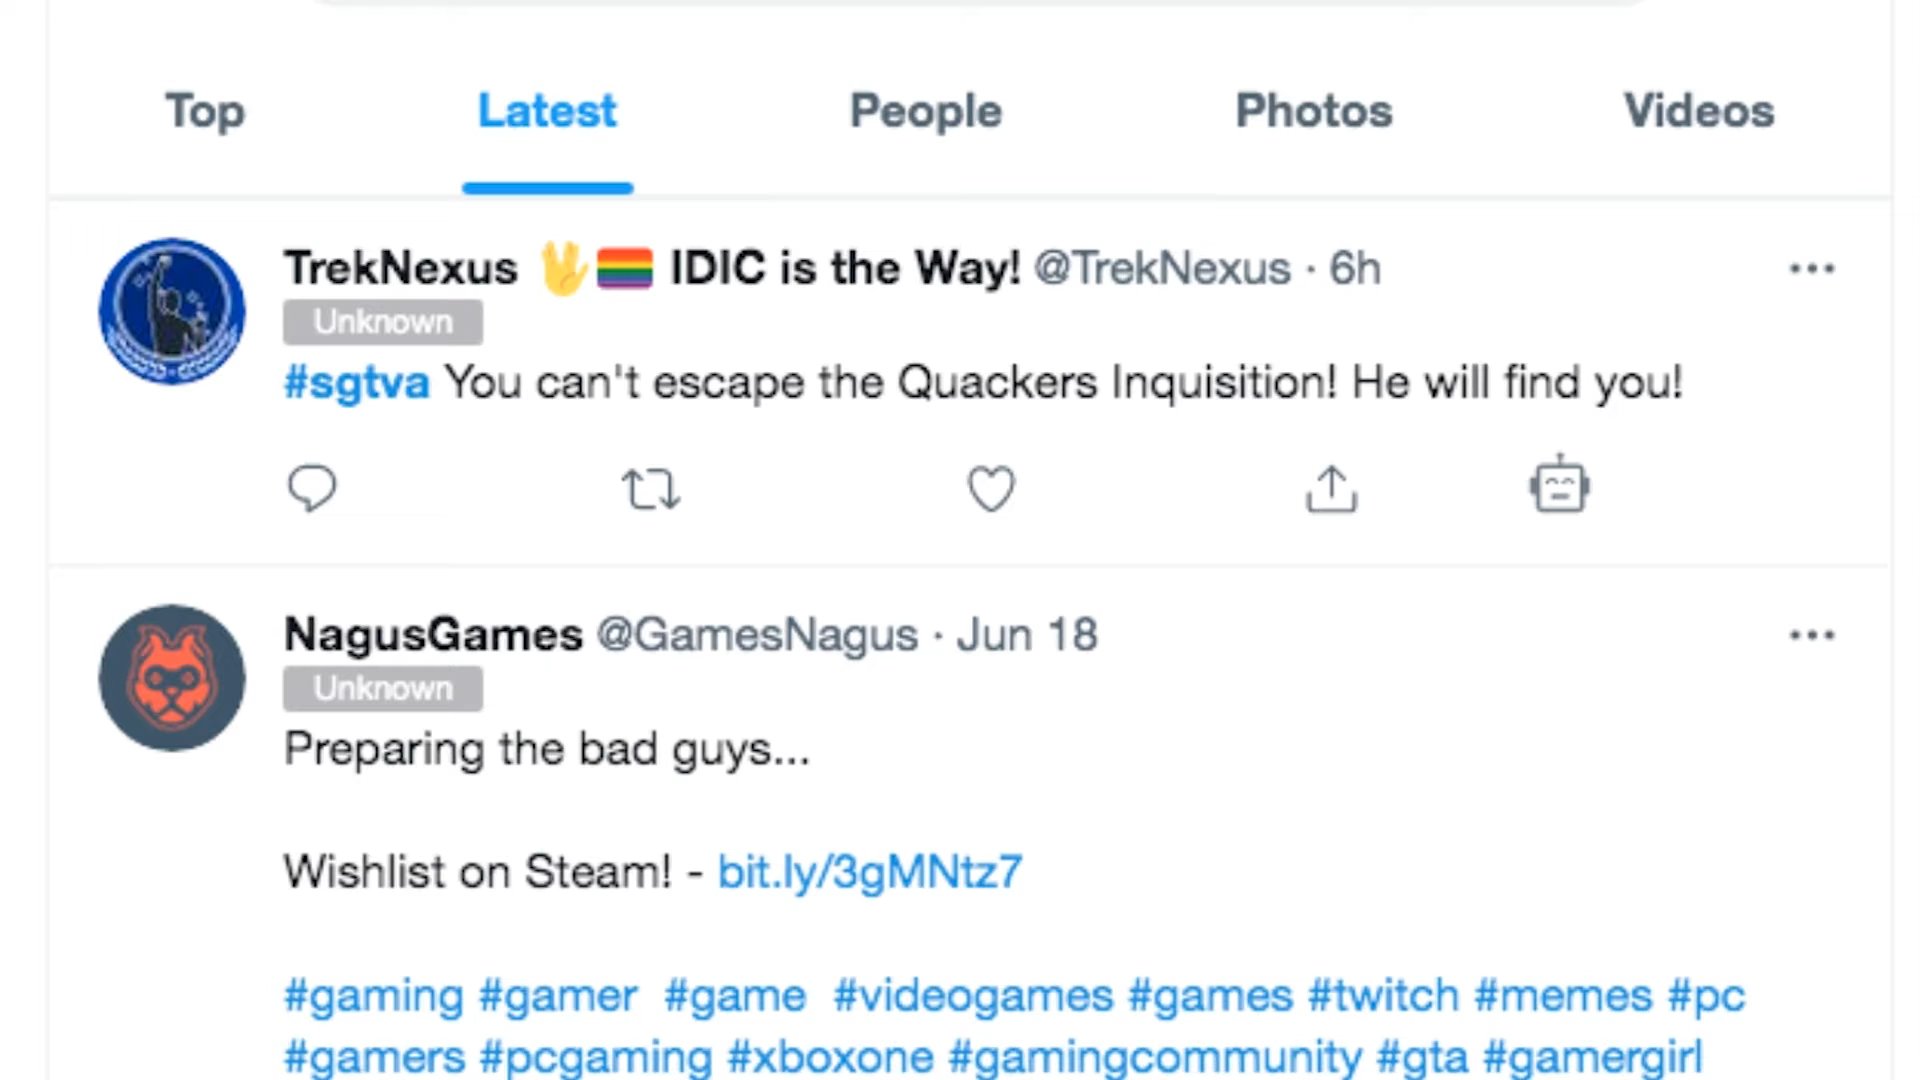 Top Latest People Photos Videos
TrekNexus 🖖🏳️‍🌈 IDIC is the Way! @TrekNexus · 6h
Unknown
#sgtva You can't escape the Quackers Inquisition! He will find you!
NagusGames @GamesNagus · Jun 18
Unknown
Preparing the bad guys...
Wishlist on Steam! - bit.ly/3gMNtz7
#gaming #gamer #game #videogames #games #twitch #memes #pc
#gamers #pcgaming #xboxone #gamingcommunity #gta #gamergirl